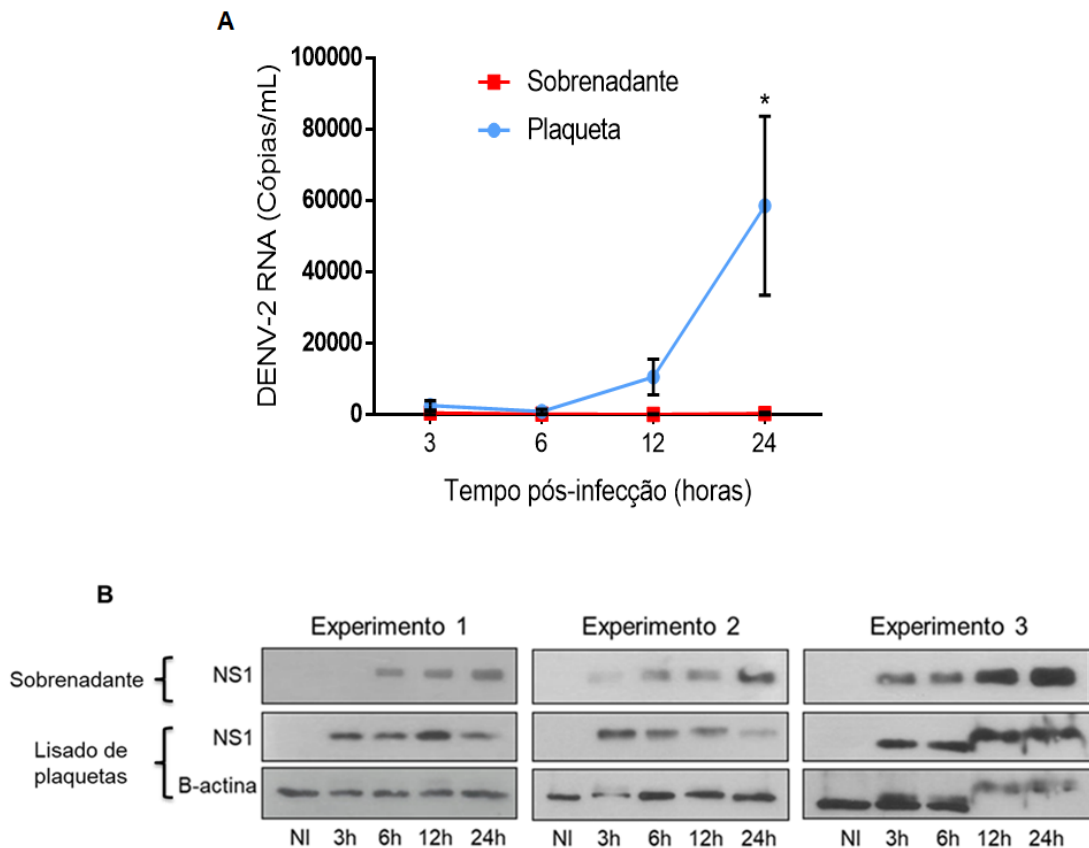 A
DENV-2 RNA (Cópias/mL)
100000
80000
60000
40000
20000
0
Sobrenadante
Plaqueta
*
3 6 12 24
Tempo pós-infecção (horas)
B
Experimento 1 Experimento 2 Experimento 3
Sobrenadante NS1
Lisado de plaquetas
NS1
B-actina
NI 3h 6h 12h 24h NI 3h 6h 12h 24h NI 3h 6h 12h 24h